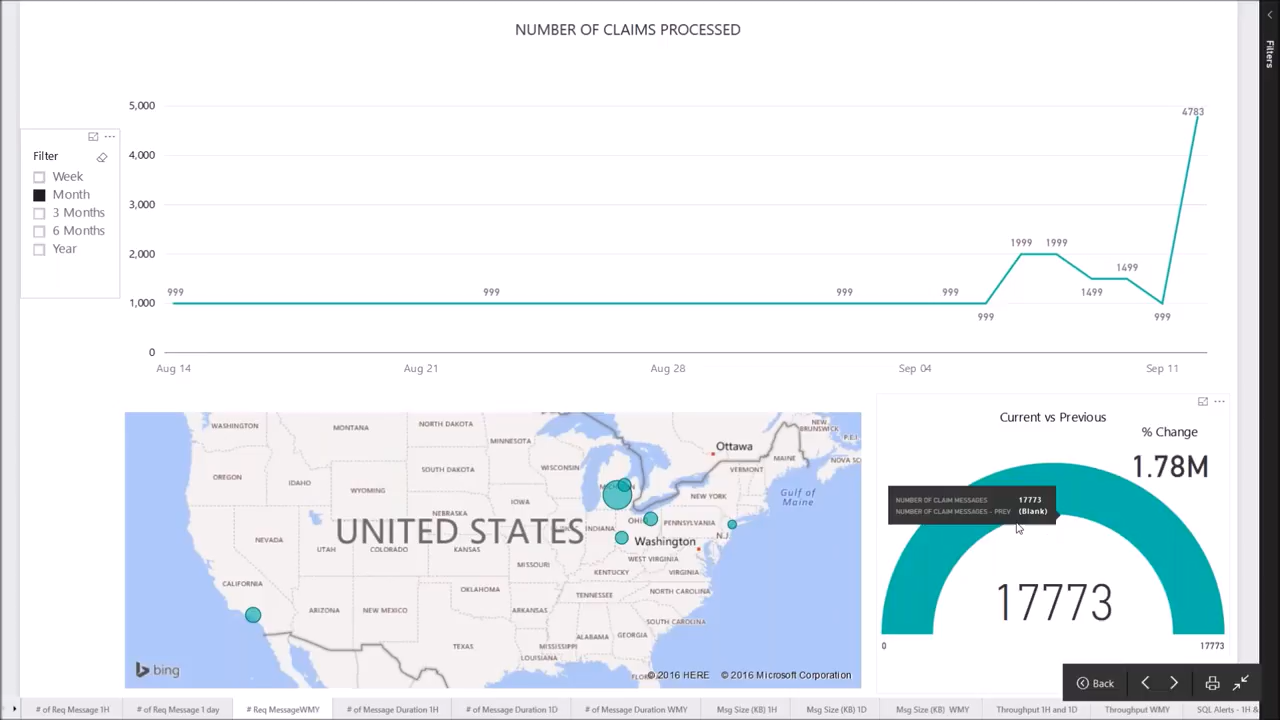 NUMBER OF CLAIMS PROCESSED
Filters
5,000
4,000
3,000
2,000
1,000
0
4783
1999 1999
1499
1499
999 999 999 999
999
999
Aug 14 Aug 21 Aug 28 Sep 04 Sep 11
Filter
Week
Month
3 Months
6 Months
Year
WASHINGTON
MONTANA
NORTH DAKOTA
MINNESOTA
Ottawa
NEW BRUNSWICK
P.E.I.
NOVA SC
MAINE
VERMONT
WISCONSIN
SOUTH DAKOTA
OREGON
IDAHO
WYOMING
IOWA
NEW YORK
Gulf of Maine
NEBRASKA
UNITED STATES
INDIANA
OHIO
PENNSYLVANIA
N.J.
NEVADA
UTAH
COLORADO
KANSAS
Washington
MISSOURI
WEST VIRGINIA
KENTUCKY
VIRGINIA
CALIFORNIA
OKLAHOMA
TENNESSEE
NORTH CAROLINA
ARIZONA
NEW MEXICO
ARKANSAS
SOUTH CAROLINA
MISSISSIPPI
ALABAMA
GEORGIA
TEXAS
LOUISIANA
bing
© 2016 HERE © 2016 Microsoft Corporation
Current vs Previous
% Change
1.78M
NUMBER OF CLAIM MESSAGES 17773
NUMBER OF CLAIM MESSAGES - PREV (Blank)
17773
0 17773
Back
# of Req Message 1H # of Req Message 1 day # Req MessageWMY # of Message Duration 1H # of Message Duration 1D # of Message Duration WMY Msg Size (KB) 1H Msg Size (KB) 1D Msg Size (KB) WMY Throughput 1H and 1D Throughput WMY SQL Alerts - 1H &